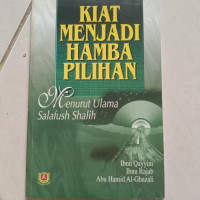 KIAT
MENJADI
HAMBA
PILIHAN
Menurut Ulama
Salafush Shalih
Ibnu Qayyim
Ibnu Rajab
Abu Hamid Al-Ghazali